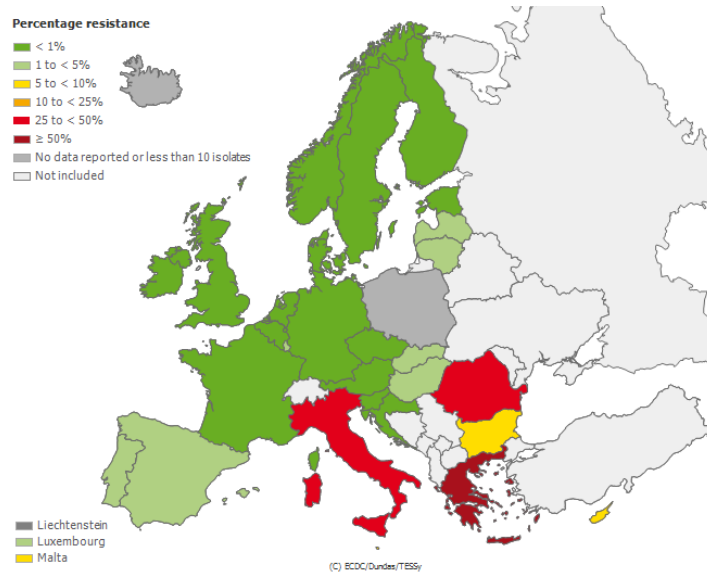 Percentage resistance
< 1%
1 to < 5%
5 to < 10%
10 to < 25%
25 to < 50%
≥ 50%
No data reported or less than 10 isolates
Not included
Liechtenstein
Luxembourg
Malta
(C) ECDC/Dundas/TESSy